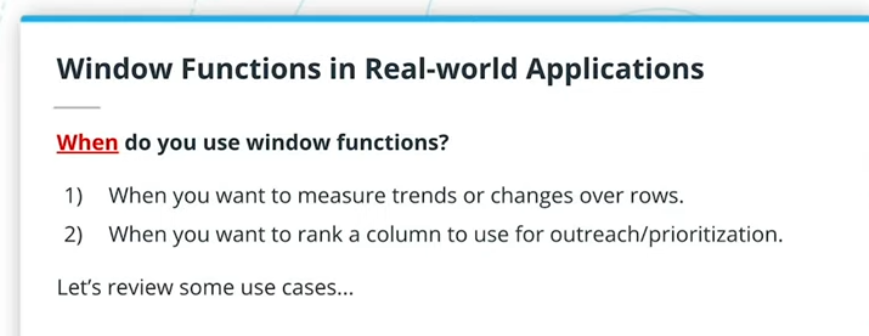 Window Functions in Real-world Applications
When do you use window functions?
1) When you want to measure trends or changes over rows.
2) When you want to rank a column to use for outreach/prioritization.
Let's review some use cases...